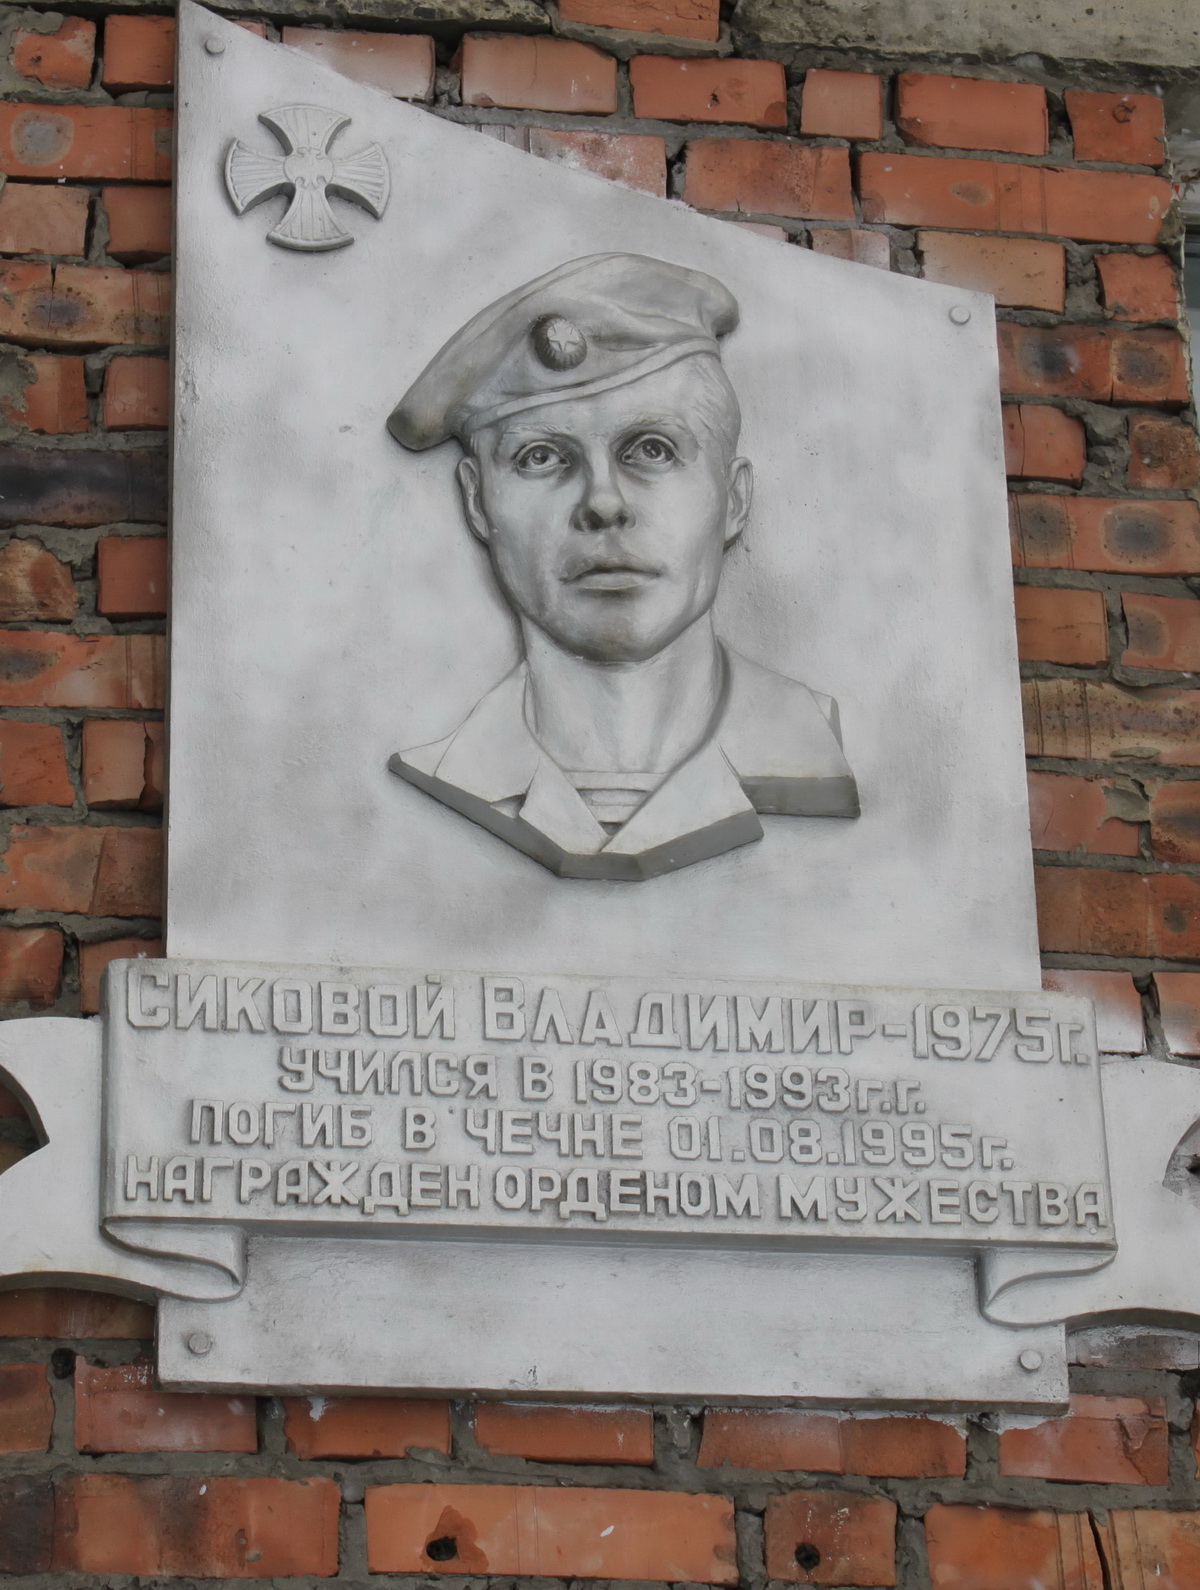 Сиковой Владимир-1975г.
учился в 1983-1993г.г.
погиб в Чечне 01.08.1995г.
награжден орденом Мужества